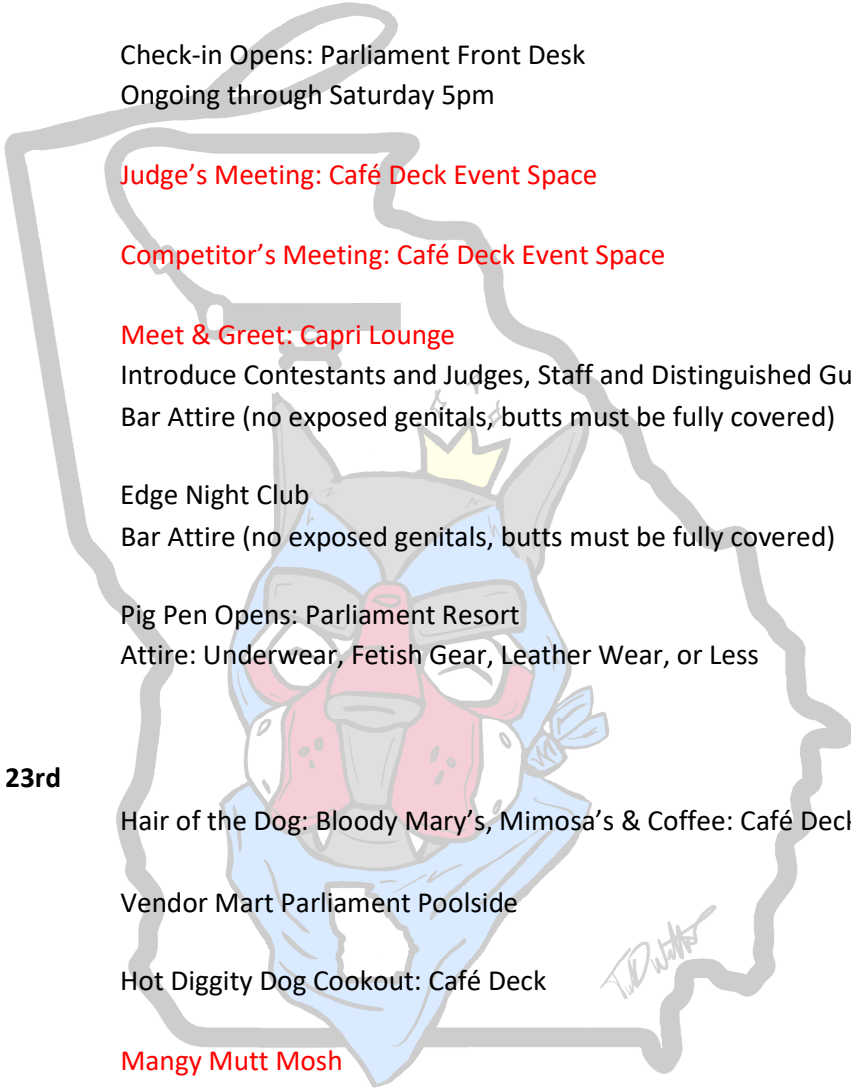 Check-in Opens: Parliament Front Desk
Ongoing through Saturday 5pm
Judge’s Meeting: Café Deck Event Space
Competitor’s Meeting: Café Deck Event Space
Meet & Greet: Capri Lounge
Introduce Contestants and Judges, Staff and Distinguished Gu
Bar Attire (no exposed genitals, butts must be fully covered)
Edge Night Club
Bar Attire (no exposed genitals, butts must be fully covered)
Pig Pen Opens: Parliament Resort
Attire: Underwear, Fetish Gear, Leather Wear, or Less
23rd
Hair of the Dog: Bloody Mary’s, Mimosa’s & Coffee: Café Deck
Vendor Mart Parliament Poolside
Hot Diggity Dog Cookout: Café Deck
Mangy Mutt Mosh